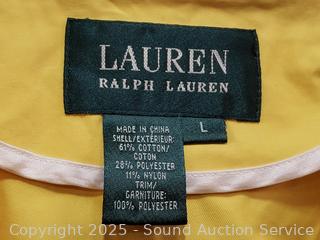 LAUREN
RALPH LAUREN
MADE IN CHINA
SHELL/EXTÉRIEUR:
61% COTTON/
COTON
28% POLYESTER
11% NYLON
TRIM/
GARNITURE:
100% POLYESTER
L
Copyright 2025 - Sound Auction Service